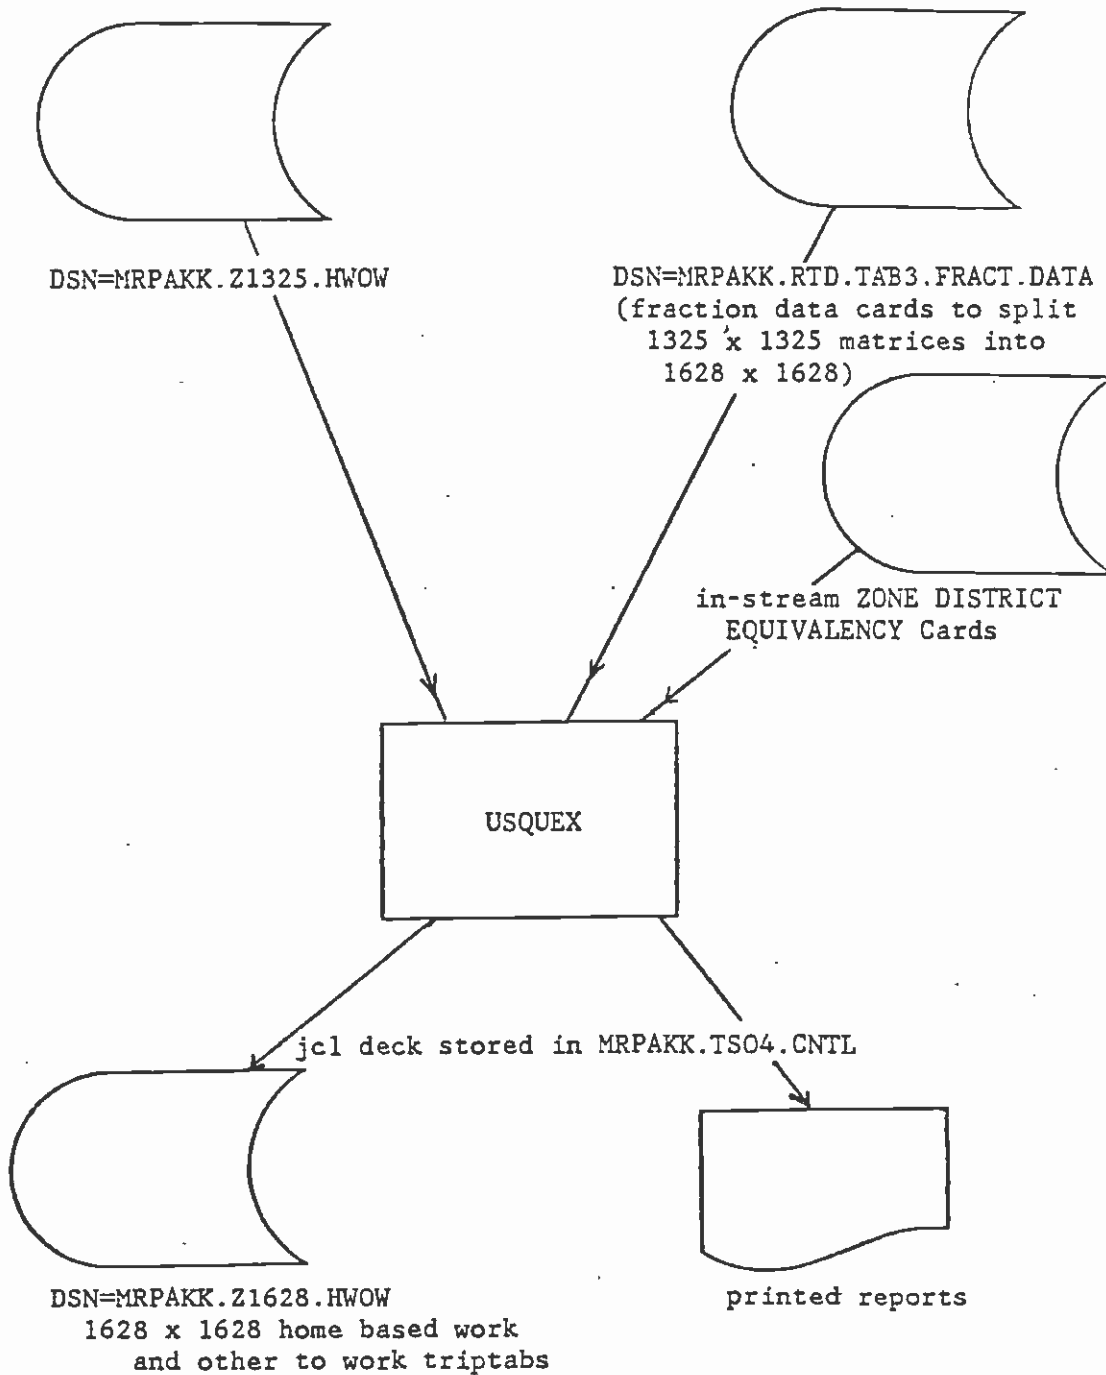 DSN=MRPAKK.Z1325.HWOW
DSN=MRPAKK.RTD.TAB3.FRACT.DATA
(fraction data cards to split
1325 x 1325 matrices into
1628 x 1628)
in-stream ZONE DISTRICT
EQUIVALENCY Cards
USQUEX
jcl deck stored in MRPAKK.TSO4.CNTL
DSN=MRPAKK.Z1628.HWOW
1628 x 1628 home based work
and other to work triptabs
printed reports